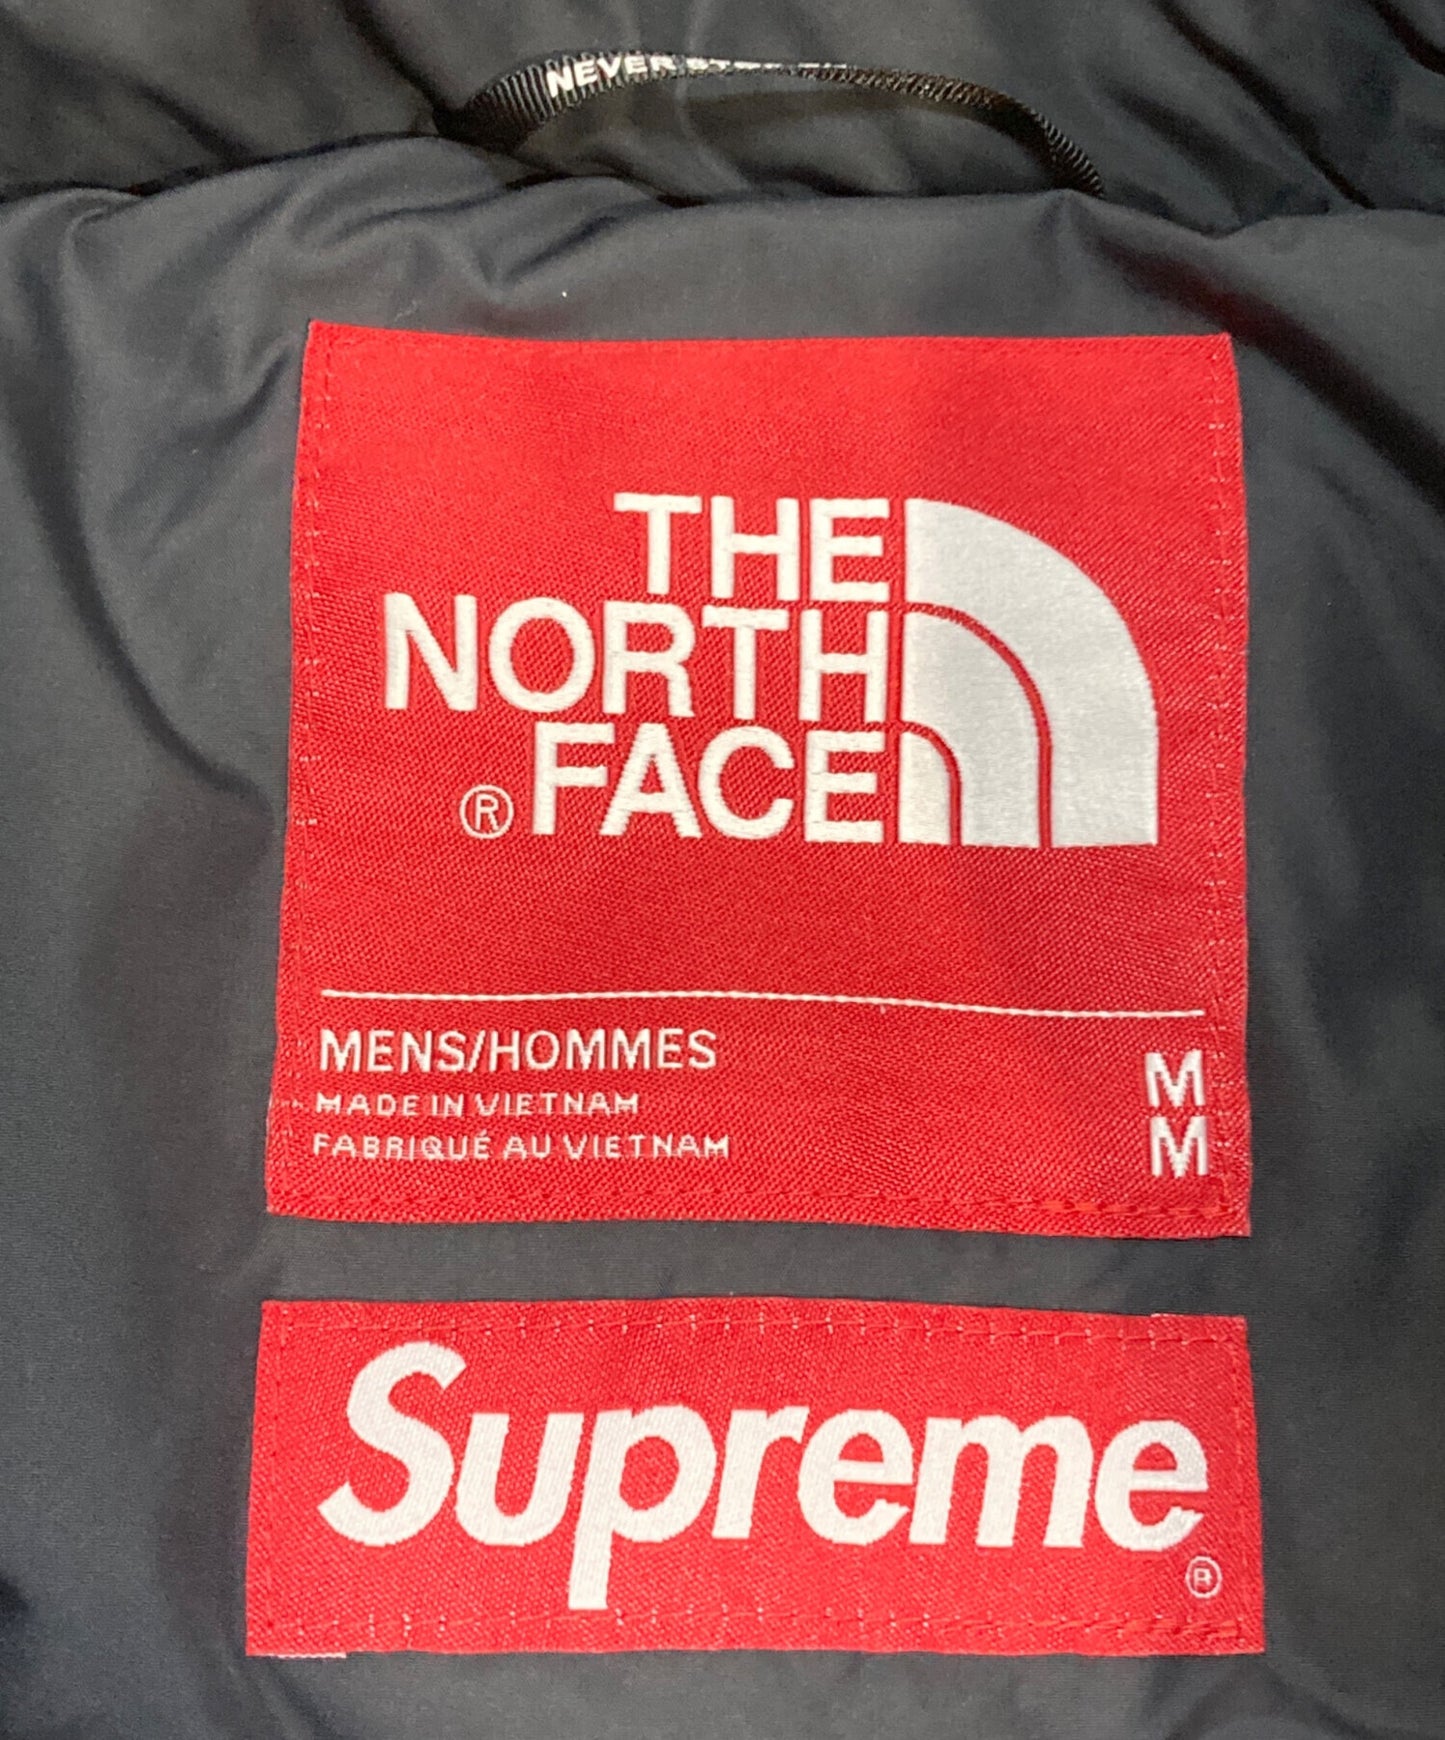 NEVER
THE
NORTH
® FACE
MENS/HOMMES
MADE IN VIETNAM
FABRIQUÉ AU VIETNAM
M
M
Supreme
®